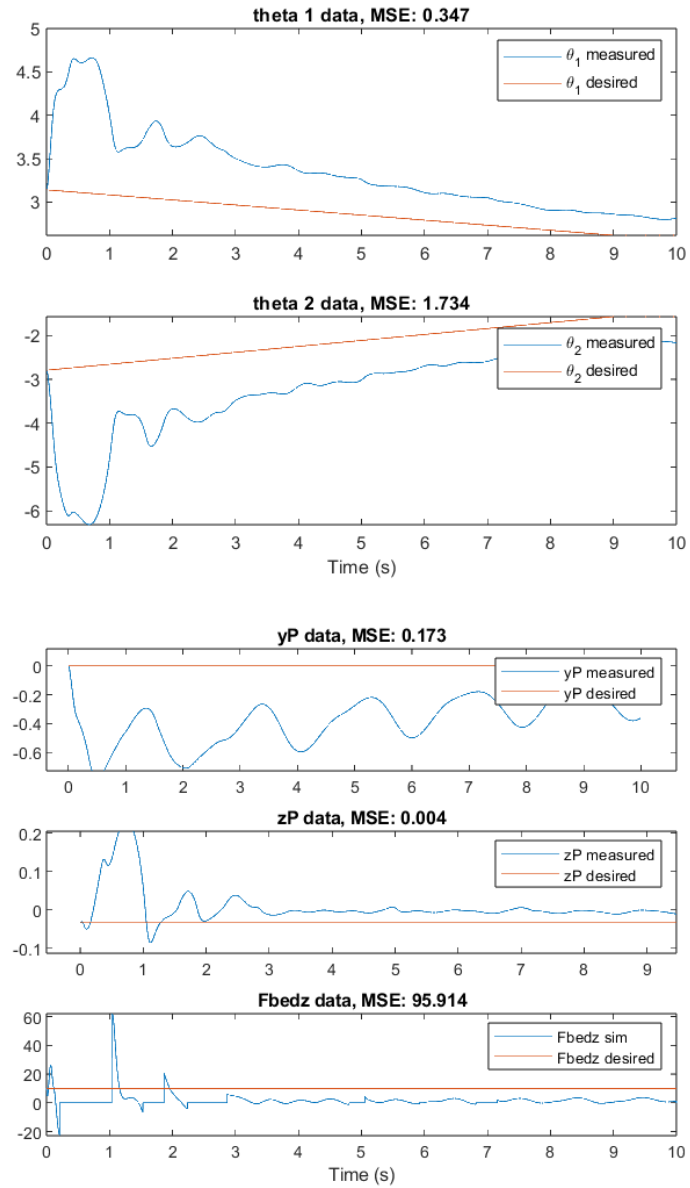 theta 1 data, MSE: 0.347
5
4.5
4
3.5
3
θ1 measured
θ1 desired
0 1 2 3 4 5 6 7 8 9 10
theta 2 data, MSE: 1.734
-2
-3
-4
-5
-6
θ2 measured
θ2 desired
0 1 2 3 4 5 6 7 8 9 10
Time (s)
yP data, MSE: 0.173
0
-0.2
-0.4
-0.6
yP measured
yP desired
0 1 2 3 4 5 6 7 8 9 10
zP data, MSE: 0.004
0.2
0.1
0
-0.1
zP measured
zP desired
0 1 2 3 4 5 6 7 8 9
Fbedz data, MSE: 95.914
60
40
20
0
-20
Fbedz sim
Fbedz desired
0 1 2 3 4 5 6 7 8 9 10
Time (s)